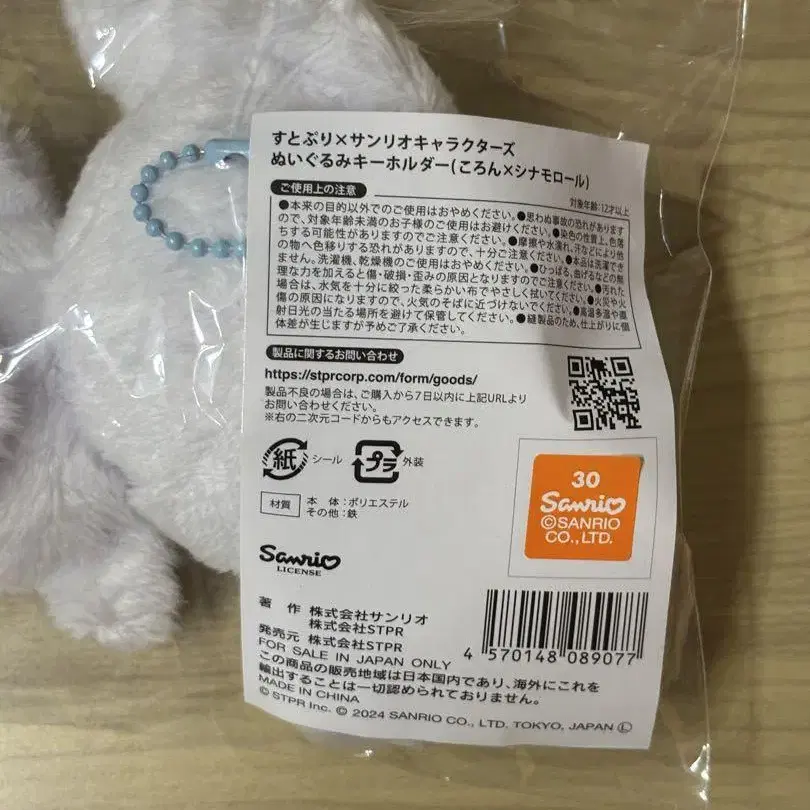 すとぷり×サンリオキャラクターズ
ぬいぐるみキーホルダー(ころん×シナモロール)
ご使用上の注意
対象年齢:12才以上
●本来の目的以外でのご使用はおやめください。●思わぬ事故の恐れがあります
ので、対象年齢未満のお子様のご使用はお避けください。●染色の性質上、色落
ちする可能性がありますのでご注意ください。●摩擦や水濡れ、汗などにより他
の物へ色移りする恐れがありますので、十分ご注意ください。●本品は洗濯でき
ません。洗濯機、乾燥機のご使用はおやめください。●ひっぱる、曲げるなどの無
理な力を加えると傷・破損・歪みの原因となりますのでご注意ください。●汚れた
場合は、水気を十分に絞った柔らかい布でやさしく拭いてください。●火災や火
傷の原因になりますので、火気のそばに近づけないでください。●高温多湿や直
射日光の当たる場所を避けて保管してください。●縫製品のため、仕上がりに個
体差が生じますが予めご了承ください。
製品に関するお問い合わせ
https://stprcorp.com/form/goods/
製品不良の場合は、ご購入から7日以内に上記URLより
お問い合わせください。
※右の二次元コードからもアクセスできます。
紙 シール プラ 外装
材質 本 体:ポリエステル
その他:鉄
30
Sanrio
©SANRIO
CO.,LTD.
Sanrio
LICENSE
著 作 株式会社サンリオ
株式会社STPR
発売元 株式会社STPR
FOR SALE IN JAPAN ONLY
この商品の販売地域は日本国内であり、海外にこれを
輸出することは一切認められておりません。
MADE IN CHINA
© STPR Inc. © 2024 SANRIO CO., LTD. TOKYO, JAPAN Ⓛ
4 570148 089077